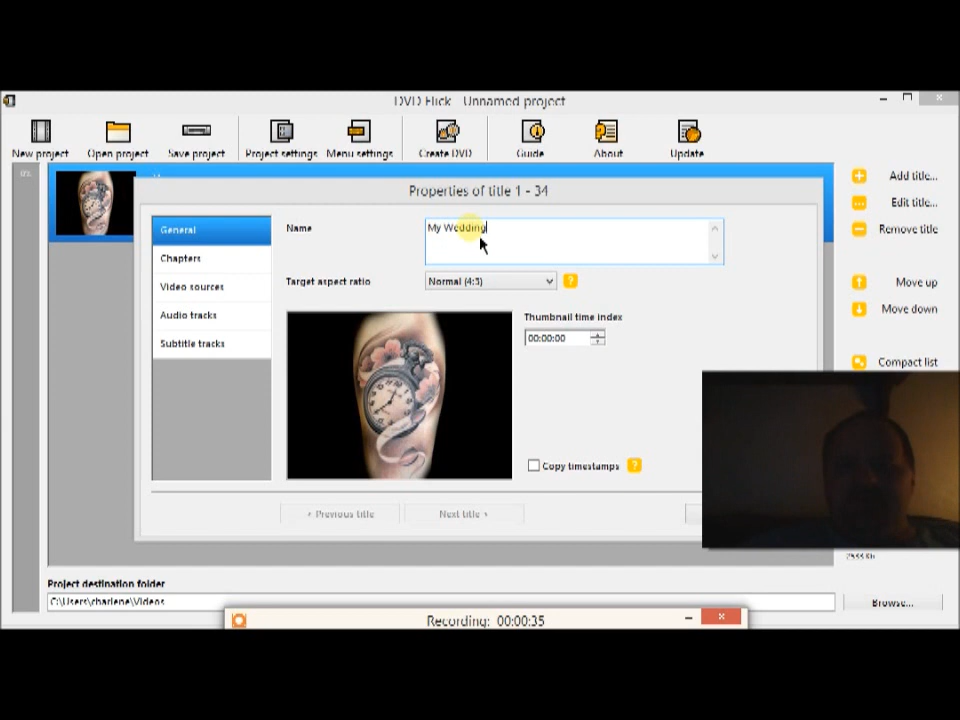 DVD Flick - Unnamed project
New project
Open project
Save project
Project settings
Menu settings
Create DVD
Guide
About
Update
0%
Add title...
Edit title...
Remove title
Move up
Move down
Compact list
Properties of title 1 - 34
General
Chapters
Video sources
Audio tracks
Subtitle tracks
Name
My Wedding
Target aspect ratio
Normal (4:3)
?
Thumbnail time index
00:00:00
Copy timestamps
?
< Previous title
Next title >
Project destination folder
C:\Users\charlene\Videos
Browse...
Recording: 00:00:35